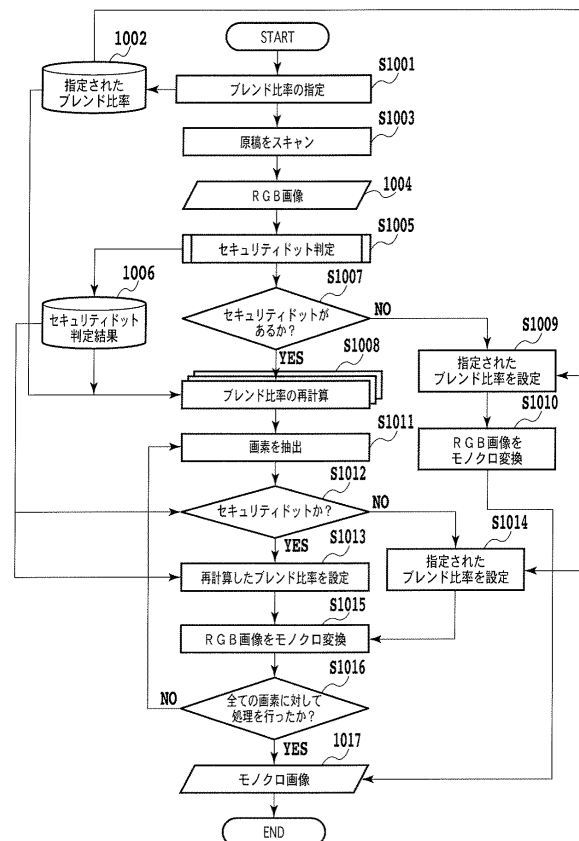 START
1002
指定された
ブレンド比率
S1001
ブレンド比率の指定
S1003
原稿をスキャン
1004
RGB画像
S1005
セキュリティドット判定
1006
セキュリティドット
判定結果
S1007
セキュリティドットが
あるか?
NO
YES
S1009
指定された
ブレンド比率を設定
S1008
ブレンド比率の再計算
S1010
RGB画像を
モノクロ変換
S1011
画素を抽出
S1012
セキュリティドットか?
NO
YES
S1014
指定された
ブレンド比率を設定
S1013
再計算したブレンド比率を設定
S1015
RGB画像をモノクロ変換
S1016
全ての画素に対して
処理を行ったか?
NO
YES
1017
モノクロ画像
END